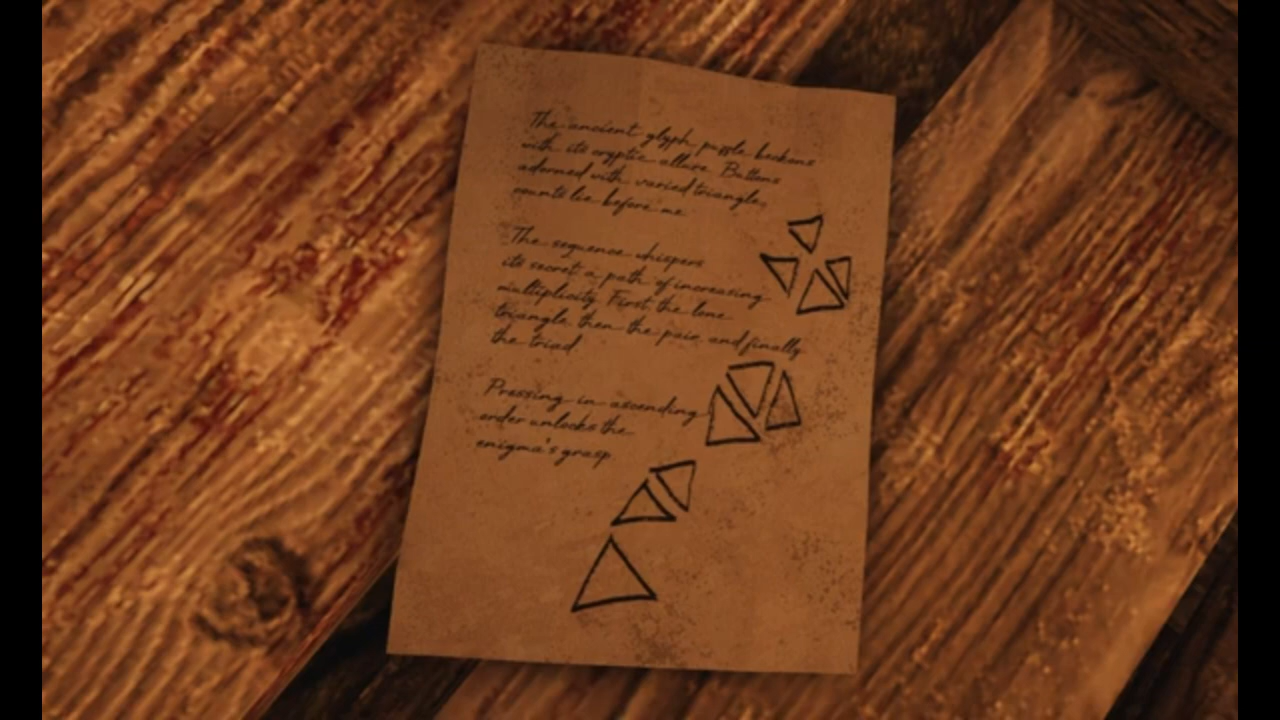 The ancient glyph puzzle beckons
with its cryptic allure. Buttons
adorned with varied triangle
counts lie before me.
The sequence whispers
its secret: a path of increasing
multiplicity. First the lone
triangle, then the pair, and finally
the triad.
Pressing in ascending
order unlocks the
enigma's grasp.